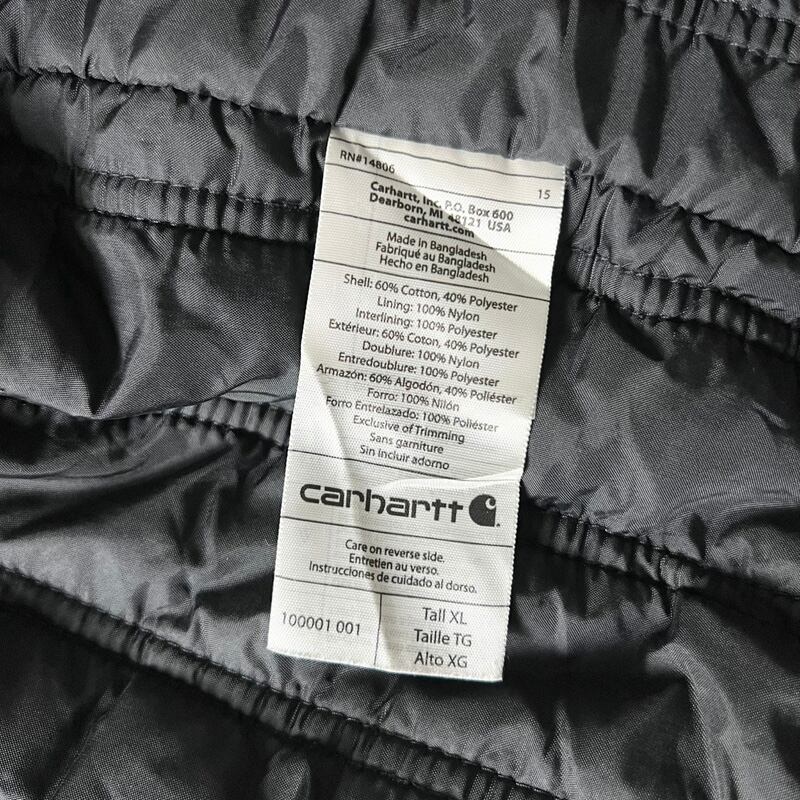 RN#14806
15
Carhartt, Inc. P.O. Box 600
Dearborn, MI 48121 USA
carhartt.com
Made in Bangladesh
Fabriqué au Bangladesh
Hecho en Bangladesh
Shell: 60% Cotton, 40% Polyester
Lining: 100% Nylon
Interlining: 100% Polyester
Extérieur: 60% Coton, 40% Polyester
Doublure: 100% Nylon
Entredoublure: 100% Polyester
Armazón: 60% Algodón, 40% Poliéster
Forro: 100% Nilón
Forro Entrelazado: 100% Poliéster
Exclusive of Trimming
Sans garniture
Sin incluir adorno
carhartt
Care on reverse side.
Entretien au verso.
Instrucciones de cuidado al dorso.
100001 001
Tall XL
Taille TG
Alto XG